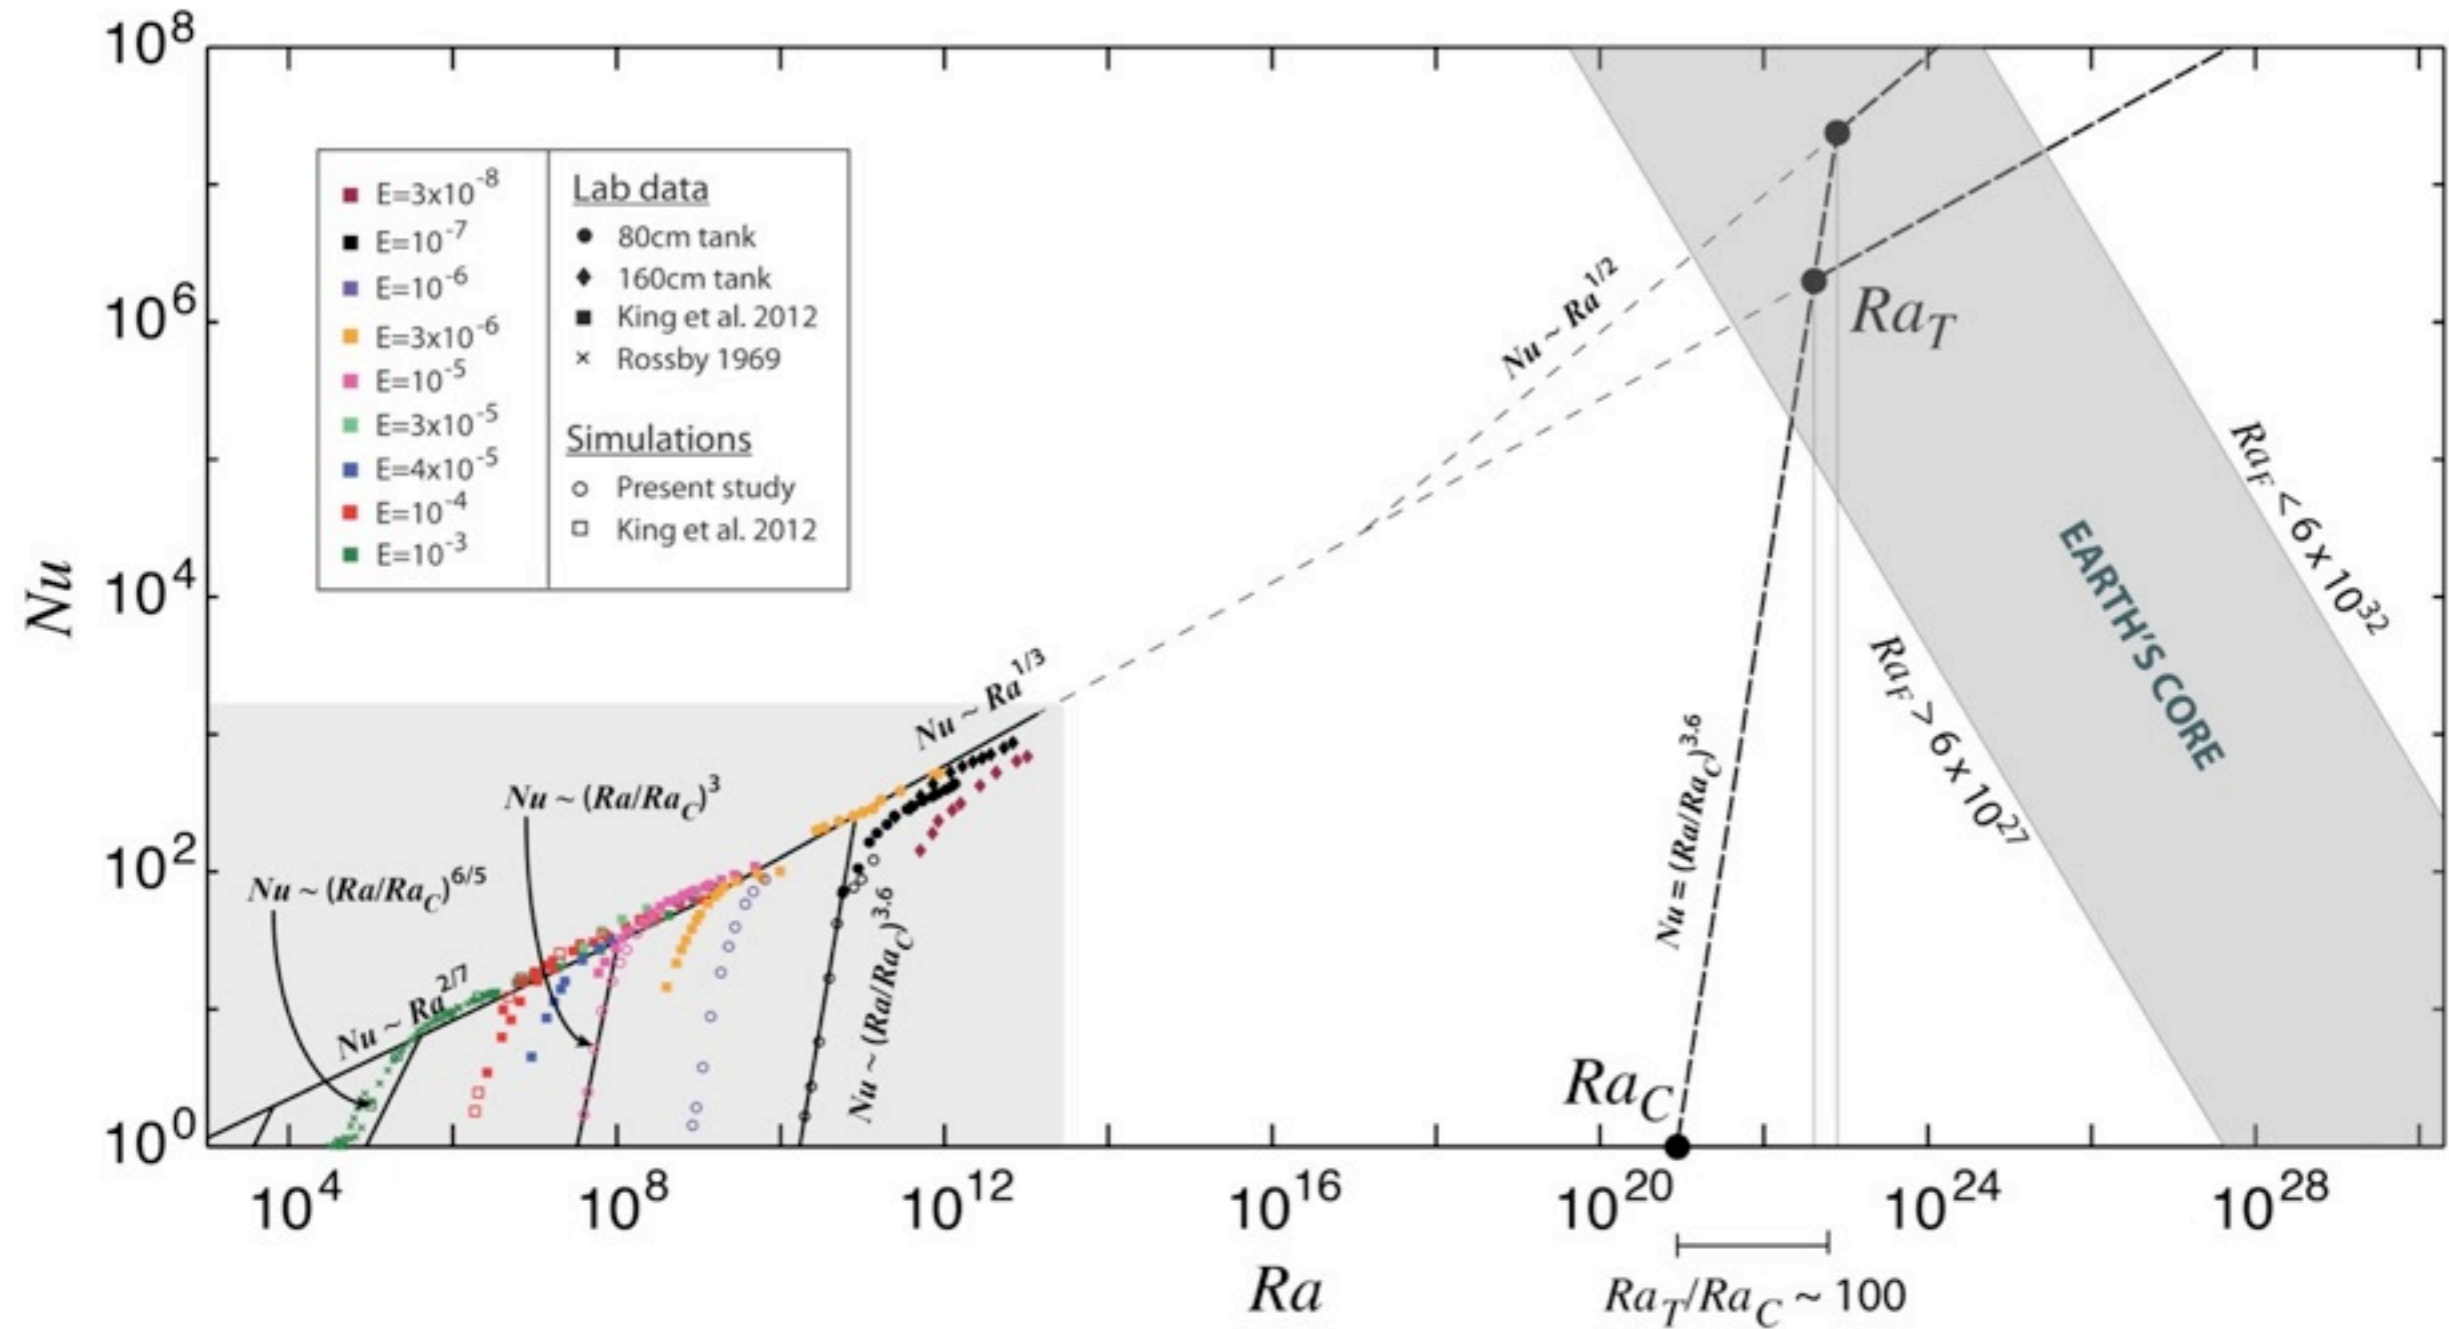 10^8
10^6
10^4
10^2
10^0
Nu
E=3x10^-8
E=10^-7
E=10^-6
E=3x10^-6
E=10^-5
E=3x10^-5
E=4x10^-5
E=10^-4
E=10^-3
Lab data
80cm tank
160cm tank
King et al. 2012
Rossby 1969
Simulations
Present study
King et al. 2012
Nu ~ Ra^1/2
Ra_T
Ra_F < 6 x 10^32
EARTH'S CORE
Ra_F > 6 x 10^27
Nu ~ Ra^1/3
Nu ~ (Ra/Ra_C)^3
Nu ~ (Ra/Ra_C)^6/5
Nu ~ Ra^2/7
Nu ~ (Ra/Ra_C)^3.6
Nu = (Ra/Ra_C)^3.6
Ra_C
10^4 10^8 10^12 10^16 10^20 10^24 10^28
Ra
Ra_T/Ra_C ~ 100